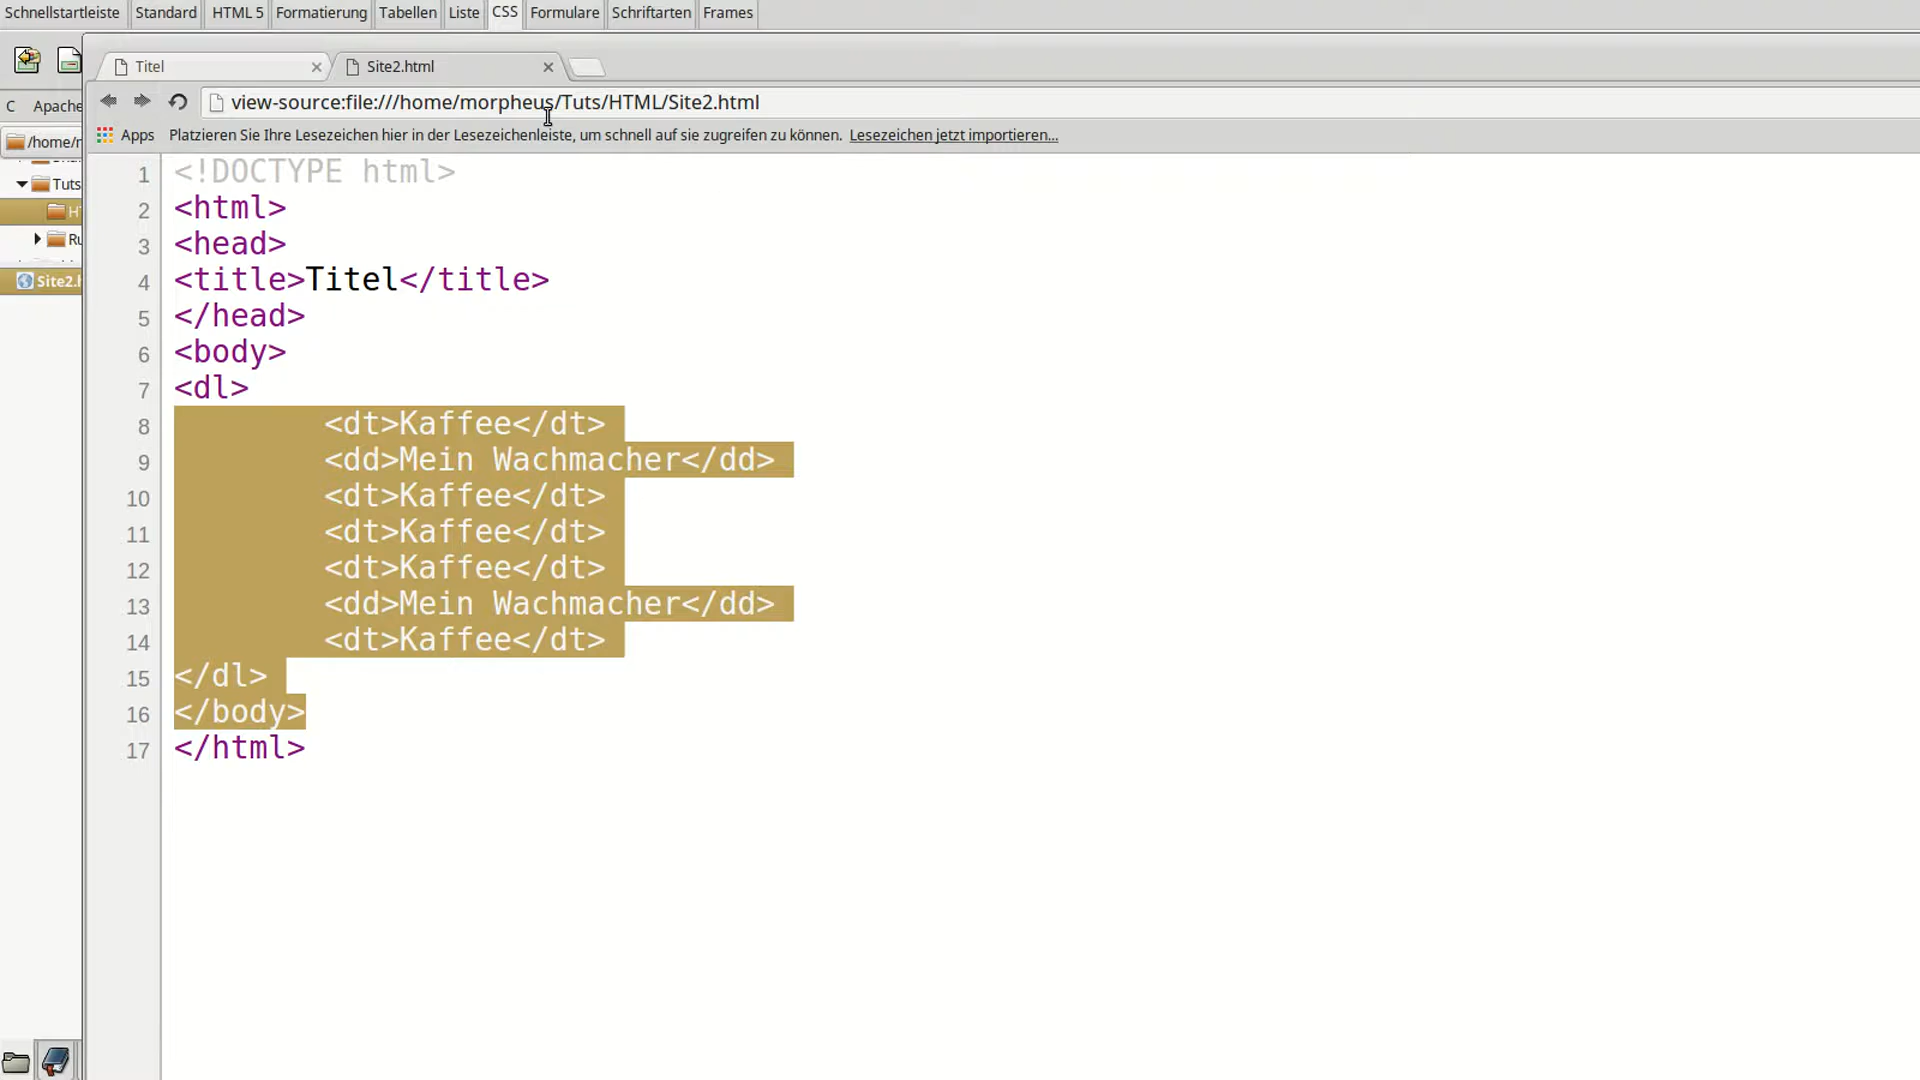 Schnellstartleiste Standard HTML 5 Formatierung Tabellen Liste CSS Formulare Schriftarten Frames
Titel Site2.html
view-source:file:///home/morpheus/Tuts/HTML/Site2.html
C Apache
Apps Platzieren Sie Ihre Lesezeichen hier in der Lesezeichenleiste, um schnell auf sie zugreifen zu können. Lesezeichen jetzt importieren...
Tuts
1 <!DOCTYPE html>
2 <html>
3 <head>
4 <title>Titel</title>
5 </head>
6 <body>
7 <dl>
8 <dt>Kaffee</dt>
9 <dd>Mein Wachmacher</dd>
10 <dt>Kaffee</dt>
11 <dt>Kaffee</dt>
12 <dt>Kaffee</dt>
13 <dd>Mein Wachmacher</dd>
14 <dt>Kaffee</dt>
15 </dl>
16 </body>
17 </html>